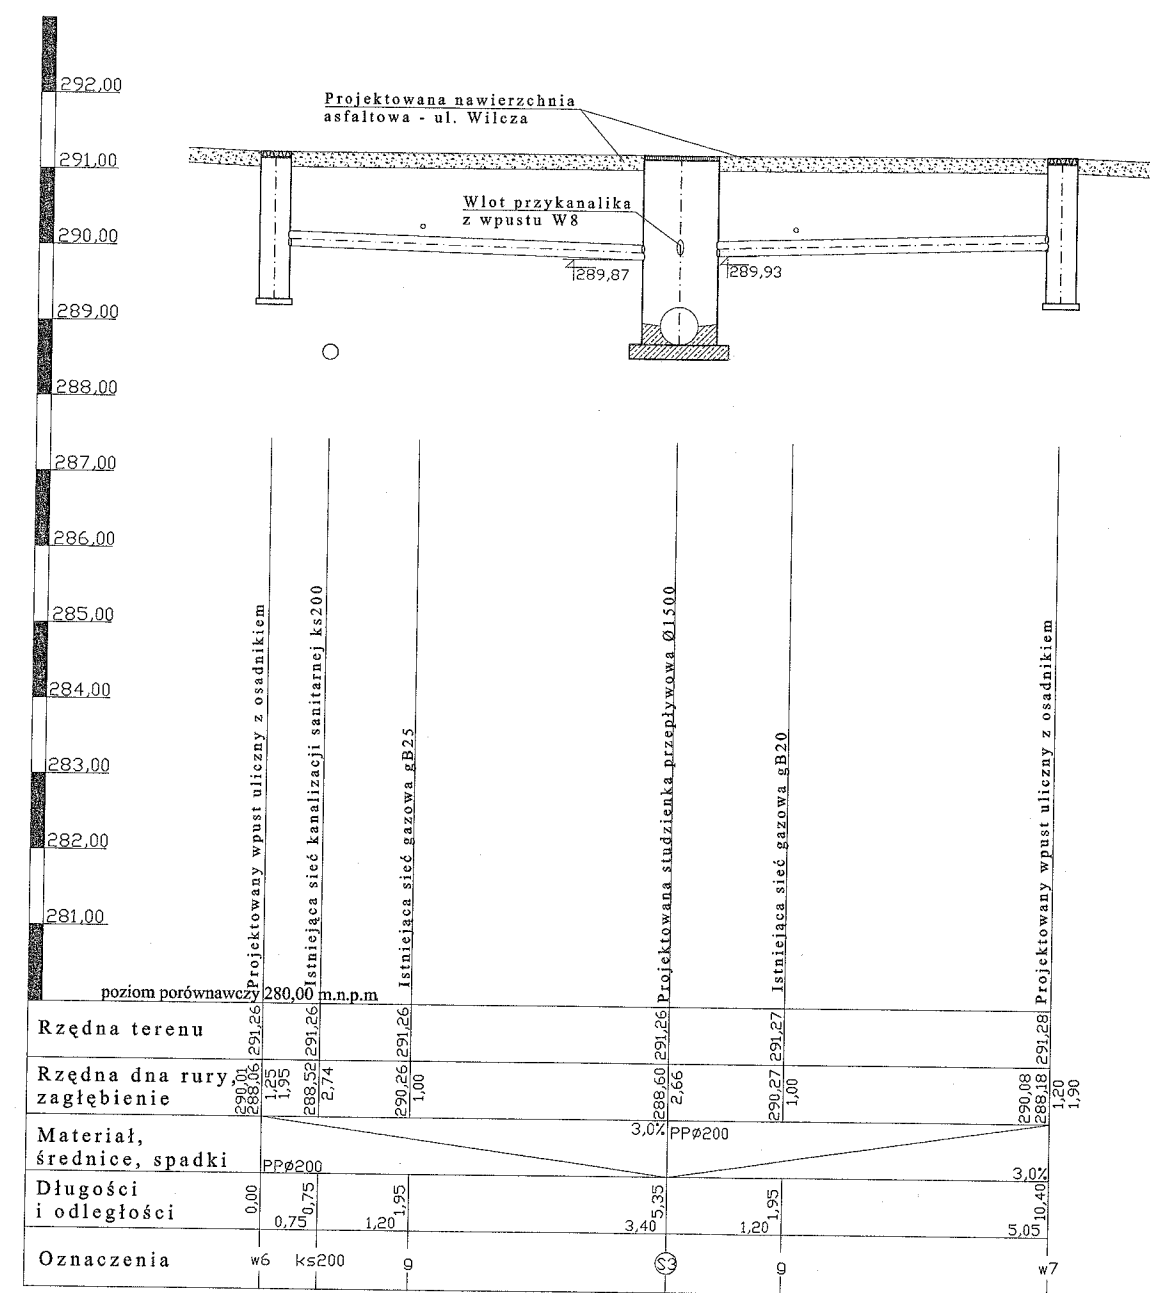 292,00
Projektowana nawierzchnia
asfaltowa - ul. Wilcza
291,00
Wlot przykanalika
z wpustu W8
290,00
289,87
289,93
289,00
288,00
287,00
286,00
285,00
284,00
283,00
282,00
281,00
Projektowany wpust uliczny z osadnikiem
Istniejąca sieć kanalizacji sanitarnej ks200
Istniejąca sieć gazowa gB25
Projektowana studzienka przepływowa Ø1500
Istniejąca sieć gazowa gB20
Projektowany wpust uliczny z osadnikiem
poziom porównawczy 280,00 m.n.p.m
Rzędna terenu
291,26
291,26
291,26
291,26
291,27
291,28
Rzędna dna rury,
zagłębienie
290,01
288,06
1,25
1,95
288,52
2,74
290,26
1,00
288,60
2,66
290,27
1,00
290,08
288,18
1,20
1,90
Materiał,
średnice, spadki
PPø200
3,0%
PPø200
3,0%
Długości
i odległości
0,00
0,75
0,75
1,20
1,95
3,40
5,35
1,20
1,95
5,05
10,40
Oznaczenia
w6
ks200
g
S3
g
w7